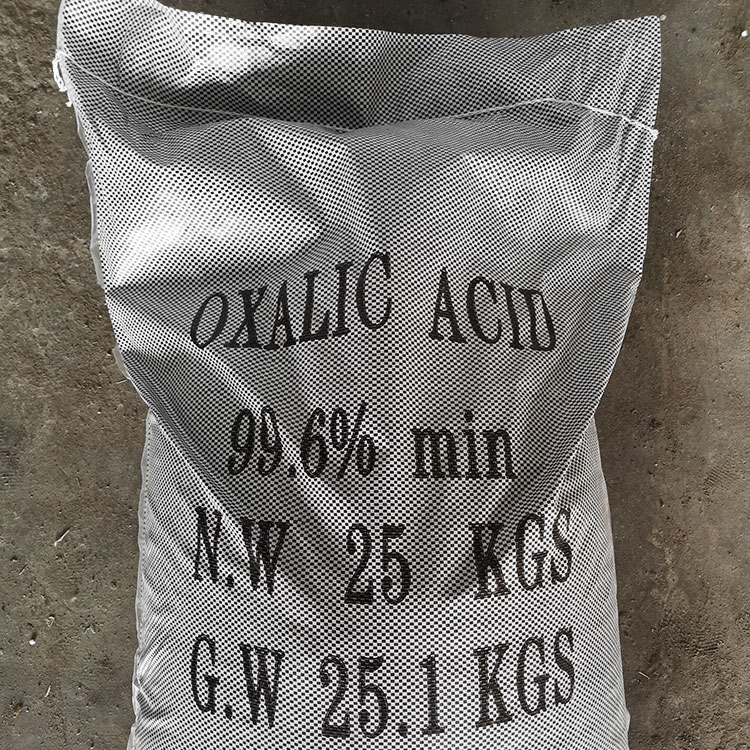 OXALIC ACID
99.6% min
N.W 25 KGS
G.W 25.1 KGS